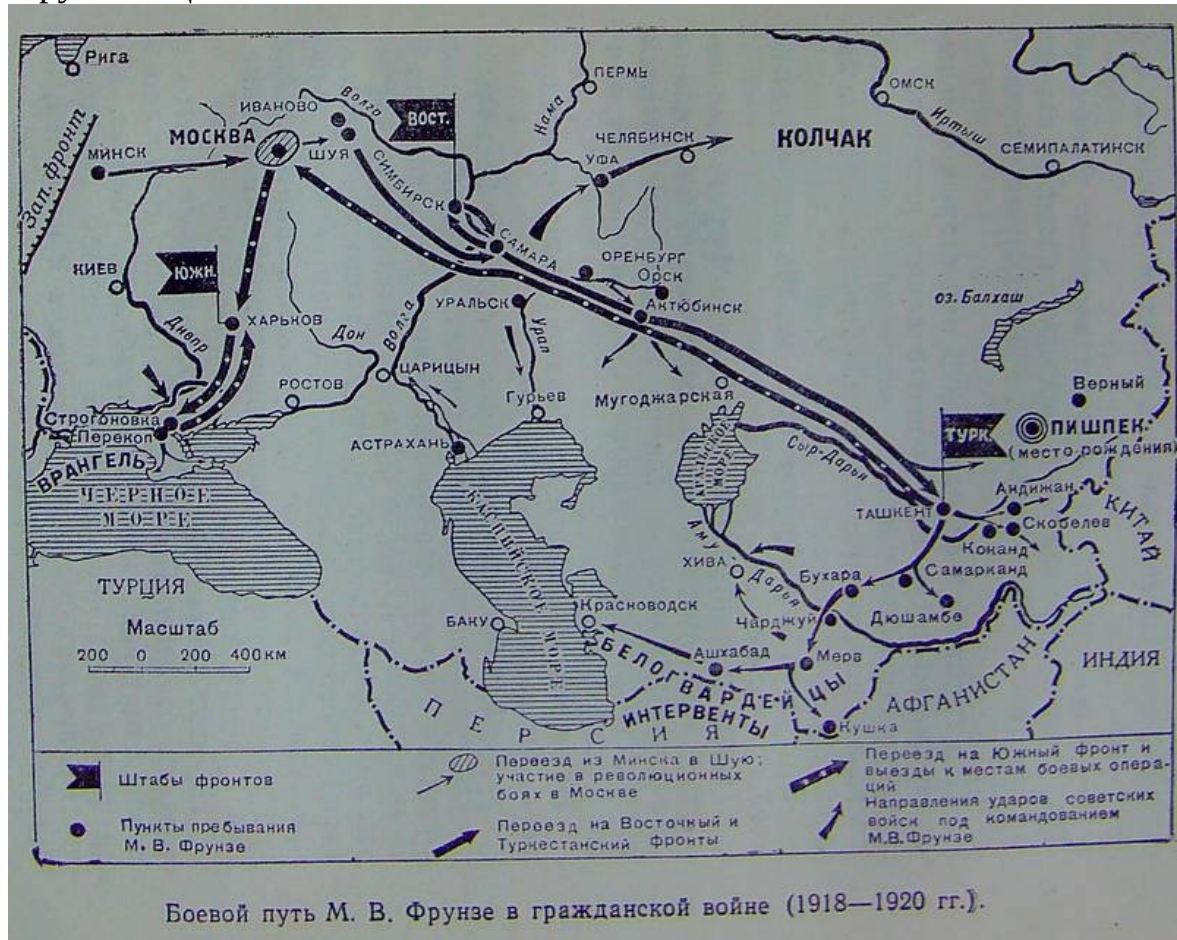 Рига
Зап. фронт
МИНСК
МОСКВА
ИВАНОВО
ШУЯ
Волга
ВОСТ.
Кама
ПЕРМЬ
ОМСК
Иртыш
КОЛЧАК
ЧЕЛЯБИНСК
УФА
СЕМИПАЛАТИНСК
СИМБИРСК
САМАРА
ОРЕНБУРГ
Орск
Актюбинск
КИЕВ
ЮЖН.
ХАРЬКОВ
Днепр
Дон
Волга
УРАЛЬСК
Урал
оз. Балхаш
ЦАРИЦЫН
РОСТОВ
Гурьев
Мугоджарская
Верный
Строгоновка
Перекоп
АСТРАХАНЬ
ТУРК.
ПИШПЕК
(место рождения)
ВРАНГЕЛЬ
ЧЕРНОЕ
МОРЕ
КАСПИЙСКОЕ
МОРЕ
АРАЛЬСКОЕ
МОРЕ
Сыр-Дарья
ТАШКЕНТ
Андижан
Скобелев
Коканд
КИТАЙ
Аму-Дарья
ХИВА
Бухара
Самарканд
Дюшамбе
ТУРЦИЯ
Масштаб
200 0 200 400 км
БАКУ
Красноводск
Чарджуй
Ашхабад
Мерв
БЕЛОГВАРДЕЙЦЫ
ИНТЕРВЕНТЫ
Кушка
АФГАНИСТАН
ИНДИЯ
ПЕРСИЯ
Штабы фронтов
Пункты пребывания
М. В. Фрунзе
Переезд из Минска в Шую;
участие в революционных
боях в Москве
Переезд на Восточный и
Туркестанский фронты
Переезд на Южный фронт и
выезды к местам боевых опера-
ций
Направления ударов советских
войск под командованием
М.В.Фрунзе
Боевой путь М. В. Фрунзе в гражданской войне (1918—1920 гг.).